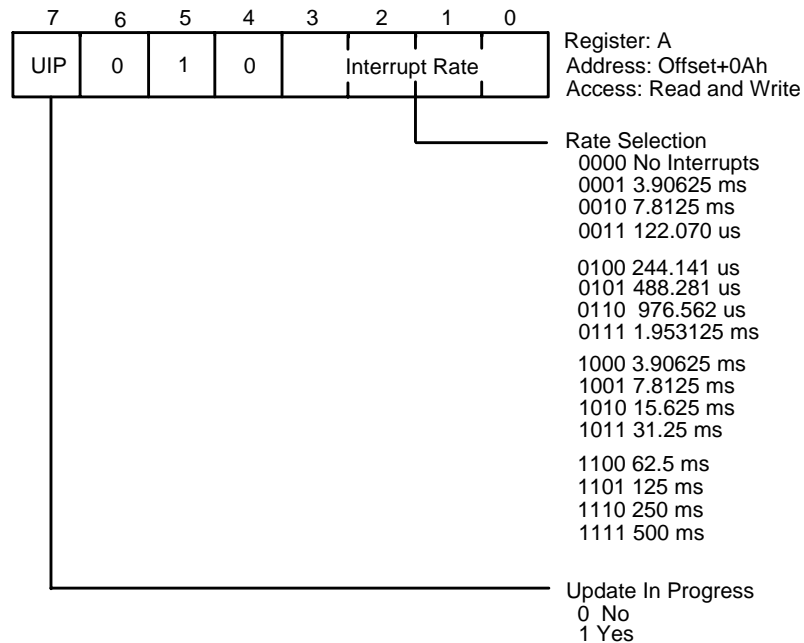 7 6 5 4 3 2 1 0
UIP 0 1 0 Interrupt Rate
Register: A
Address: Offset+0Ah
Access: Read and Write
Rate Selection
0000 No Interrupts
0001 3.90625 ms
0010 7.8125 ms
0011 122.070 us
0100 244.141 us
0101 488.281 us
0110 976.562 us
0111 1.953125 ms
1000 3.90625 ms
1001 7.8125 ms
1010 15.625 ms
1011 31.25 ms
1100 62.5 ms
1101 125 ms
1110 250 ms
1111 500 ms
Update In Progress
0 No
1 Yes